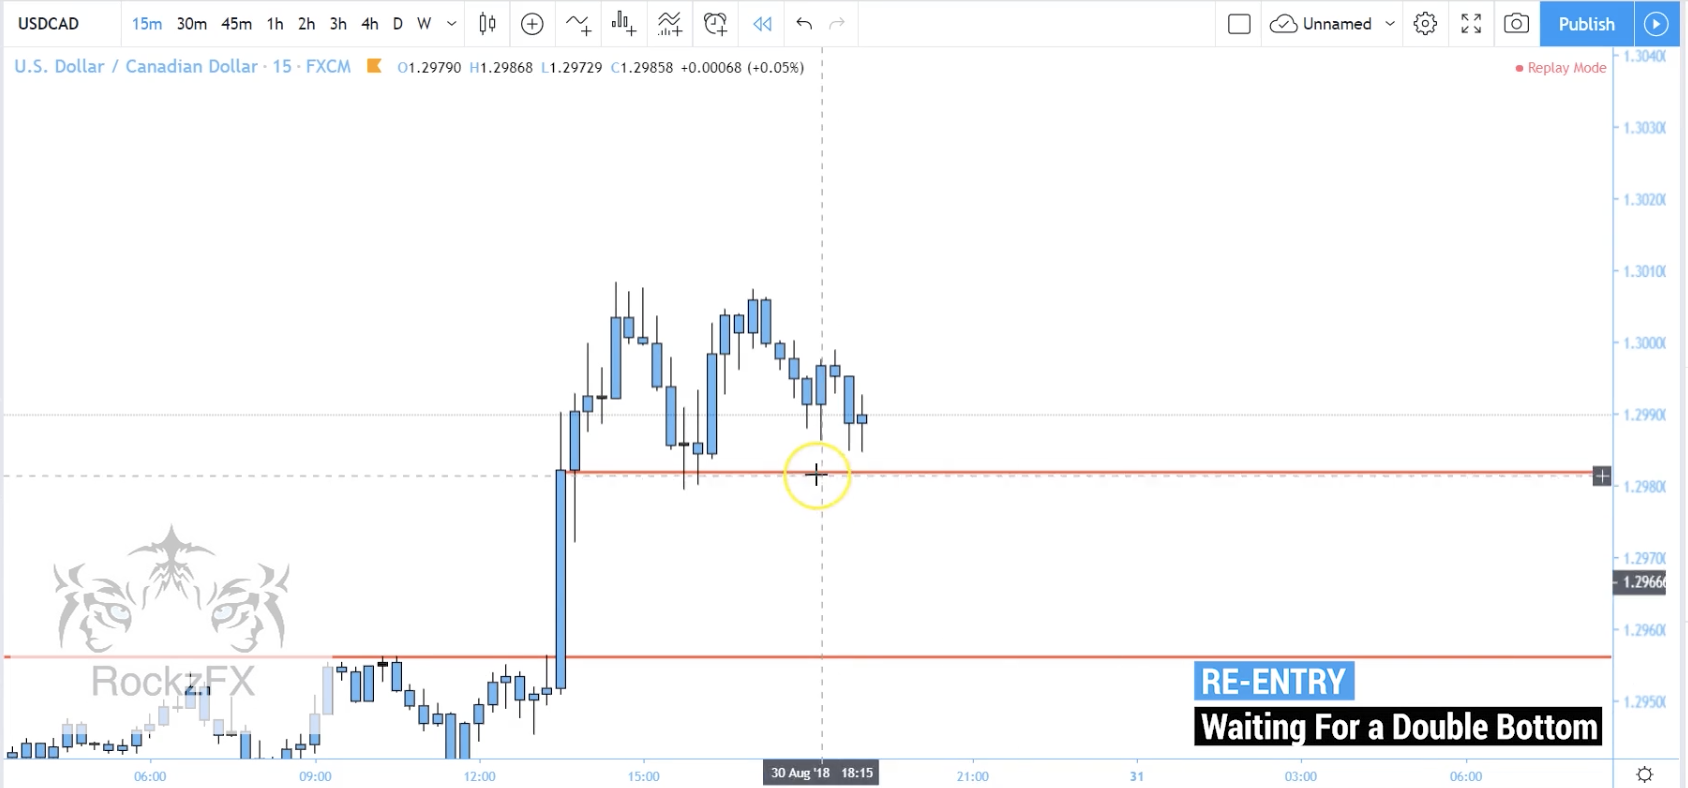 USDCAD 15m 30m 45m 1h 2h 3h 4h D W Unnamed Publish
U.S. Dollar / Canadian Dollar · 15 · FXCM O1.29790 H1.29868 L1.29729 C1.29858 +0.00068 (+0.05%)
Replay Mode
1.3040
1.3030
1.3020
1.3010
1.3000
1.2990
1.2980
1.2970
1.2966
1.2960
1.2950
RockzFX
RE-ENTRY
Waiting For a Double Bottom
06:00 09:00 12:00 15:00 30 Aug '18 18:15 21:00 31 03:00 06:00